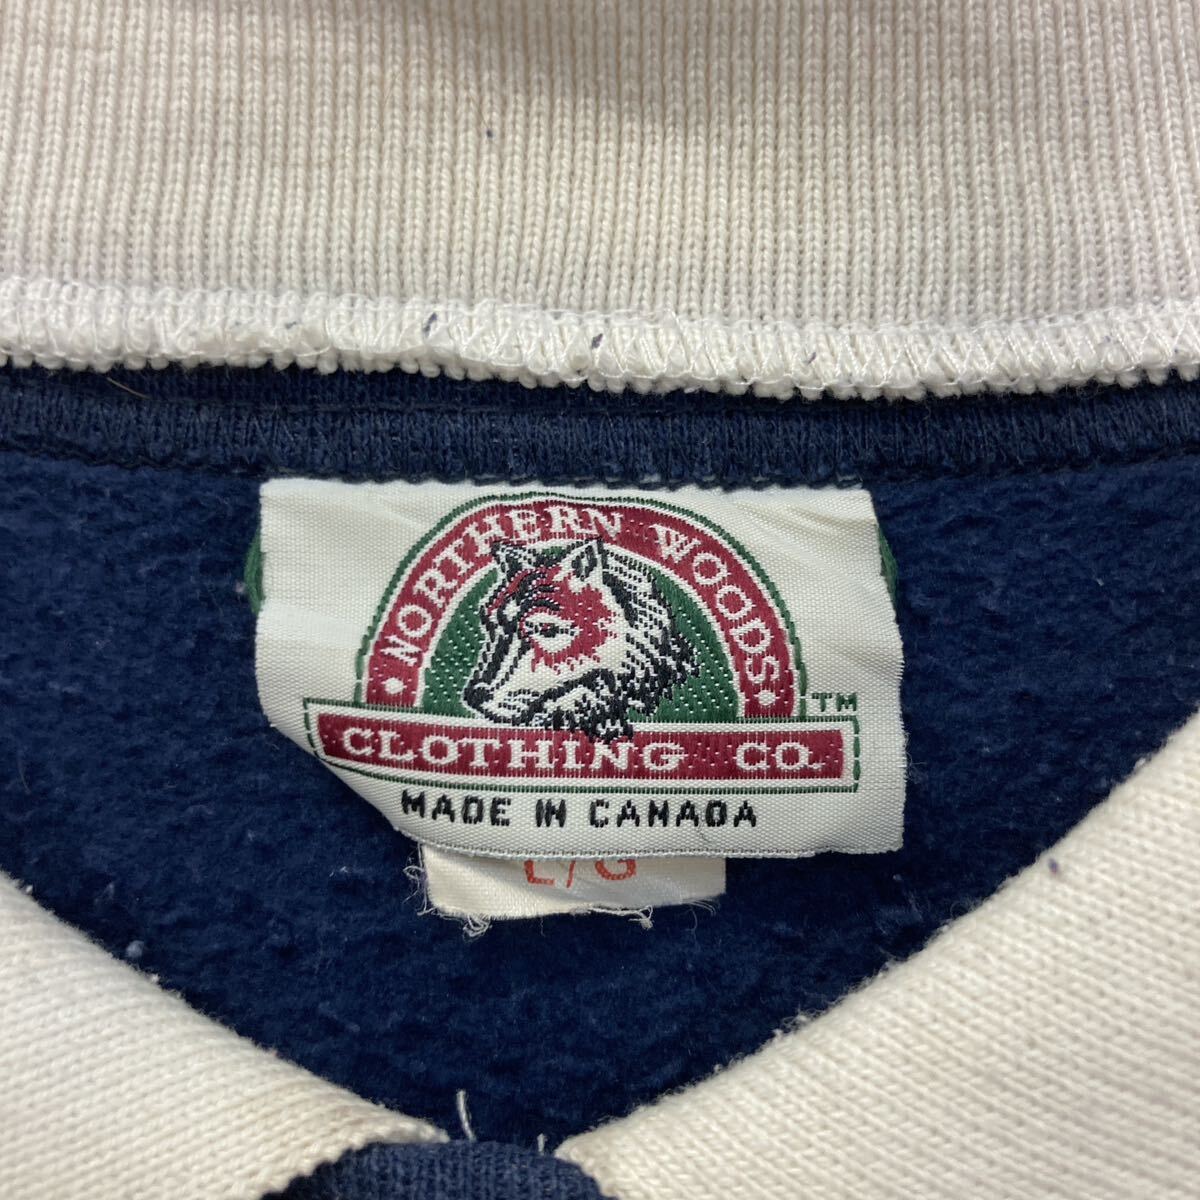 • NORTHERN WOODS •
CLOTHING CO. ™
MADE IN CANADA
L/G